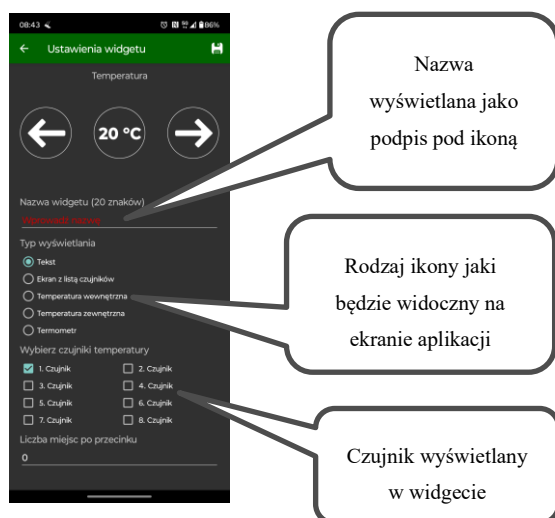 08:43
86%
Ustawienia widgetu
Temperatura
20 °C
Nazwa widgetu (20 znaków)
Wprowadź nazwę
Typ wyświetlania
Tekst
Ekran z listą czujników
Temperatura wewnętrzna
Temperatura zewnętrzna
Termometr
Wybierz czujniki temperatury
1. Czujnik 2. Czujnik
3. Czujnik 4. Czujnik
5. Czujnik 6. Czujnik
7. Czujnik 8. Czujnik
Liczba miejsc po przecinku
0
Nazwa
wyświetlana jako
podpis pod ikoną
Rodzaj ikony jaki
będzie widoczny na
ekranie aplikacji
Czujnik wyświetlany
w widgecie